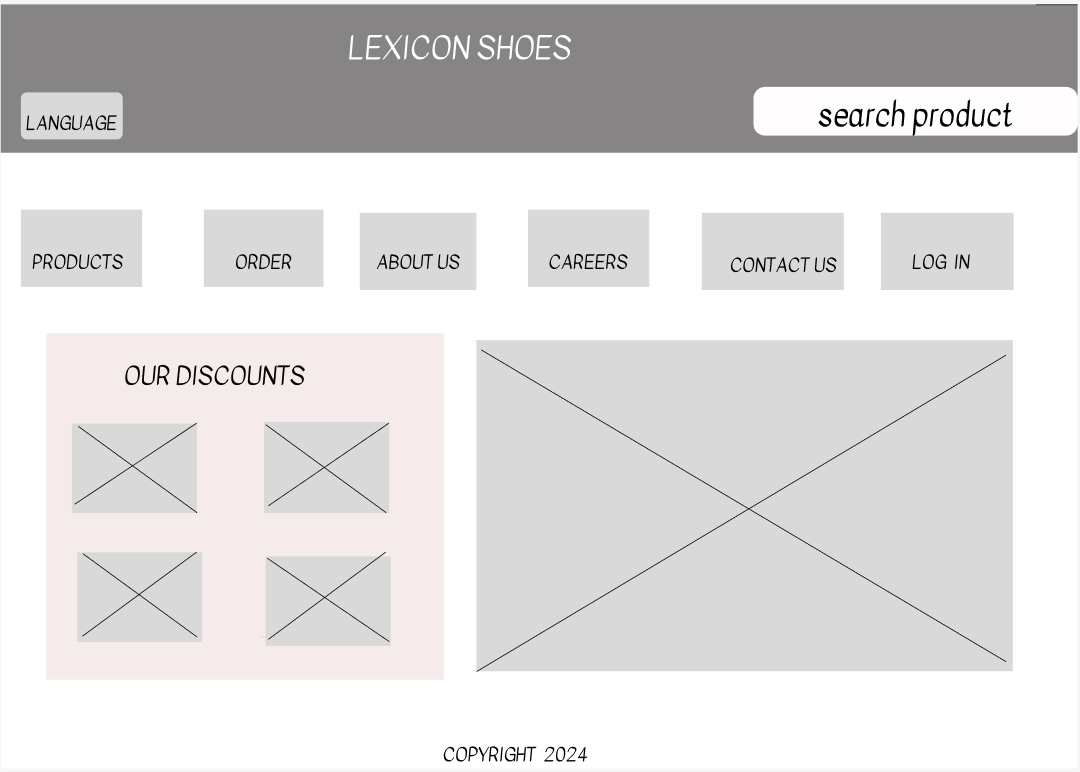 LEXICON SHOES
LANGUAGE
search product
PRODUCTS
ORDER
ABOUT US
CAREERS
CONTACT US
LOG IN
OUR DISCOUNTS
COPYRIGHT 2024